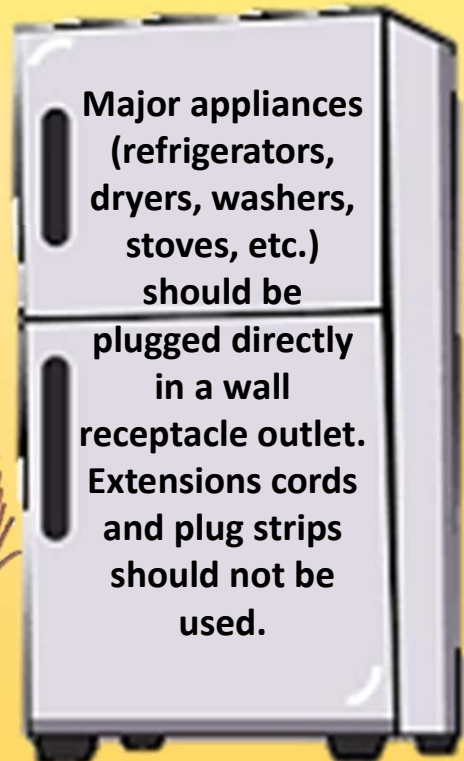 Major appliances
(refrigerators,
dryers, washers,
stoves, etc.)
should be
plugged directly
in a wall
receptacle outlet.
Extensions cords
and plug strips
should not be
used.